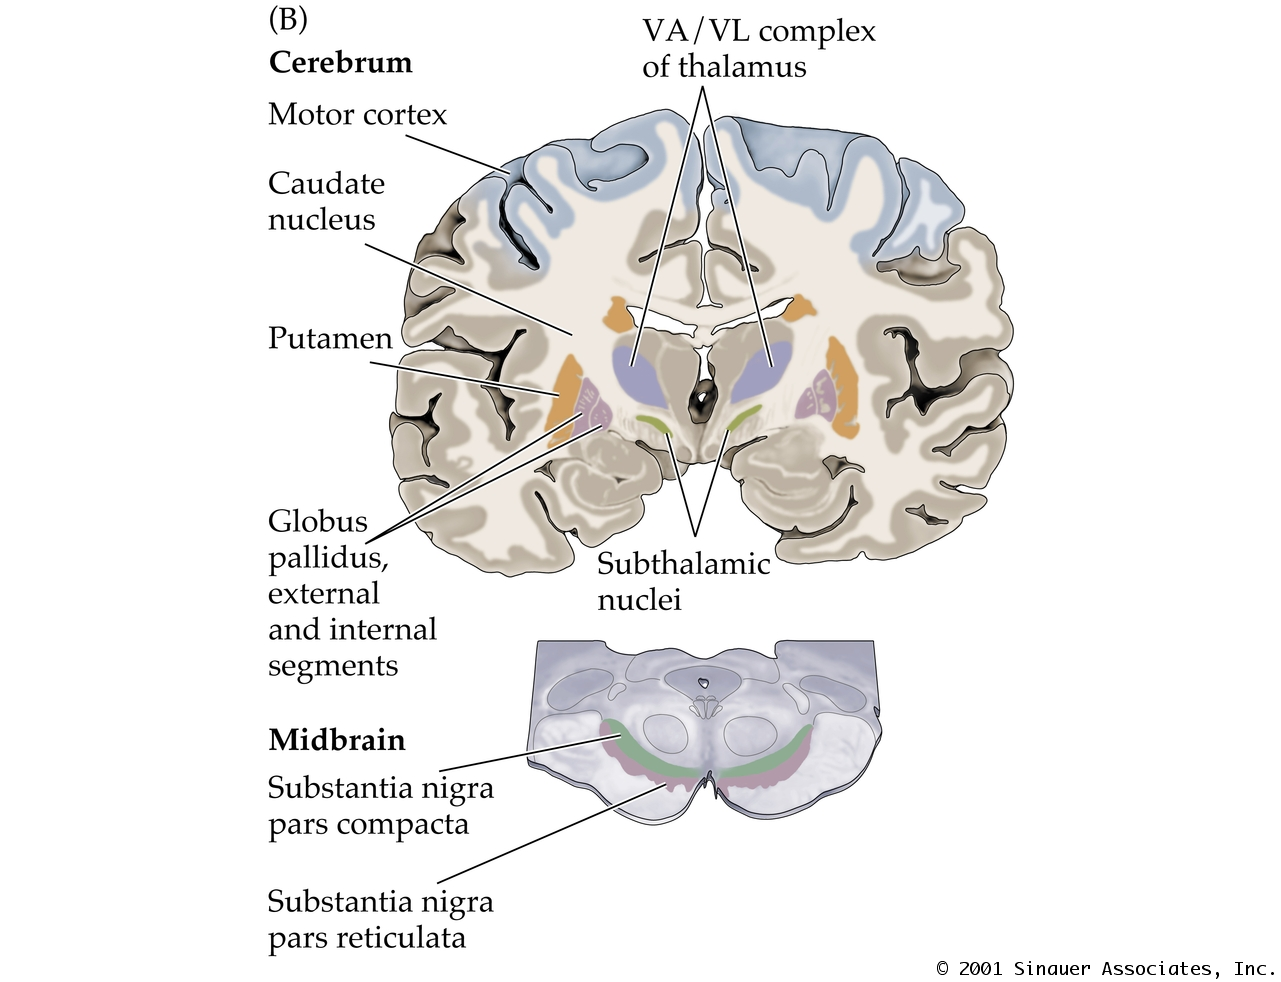 (B)
Cerebrum
Motor cortex
Caudate
nucleus
Putamen
Globus
pallidus,
external
and internal
segments
VA/VL complex
of thalamus
Subthalamic
nuclei
Midbrain
Substantia nigra
pars compacta
Substantia nigra
pars reticulata
© 2001 Sinauer Associates, Inc.